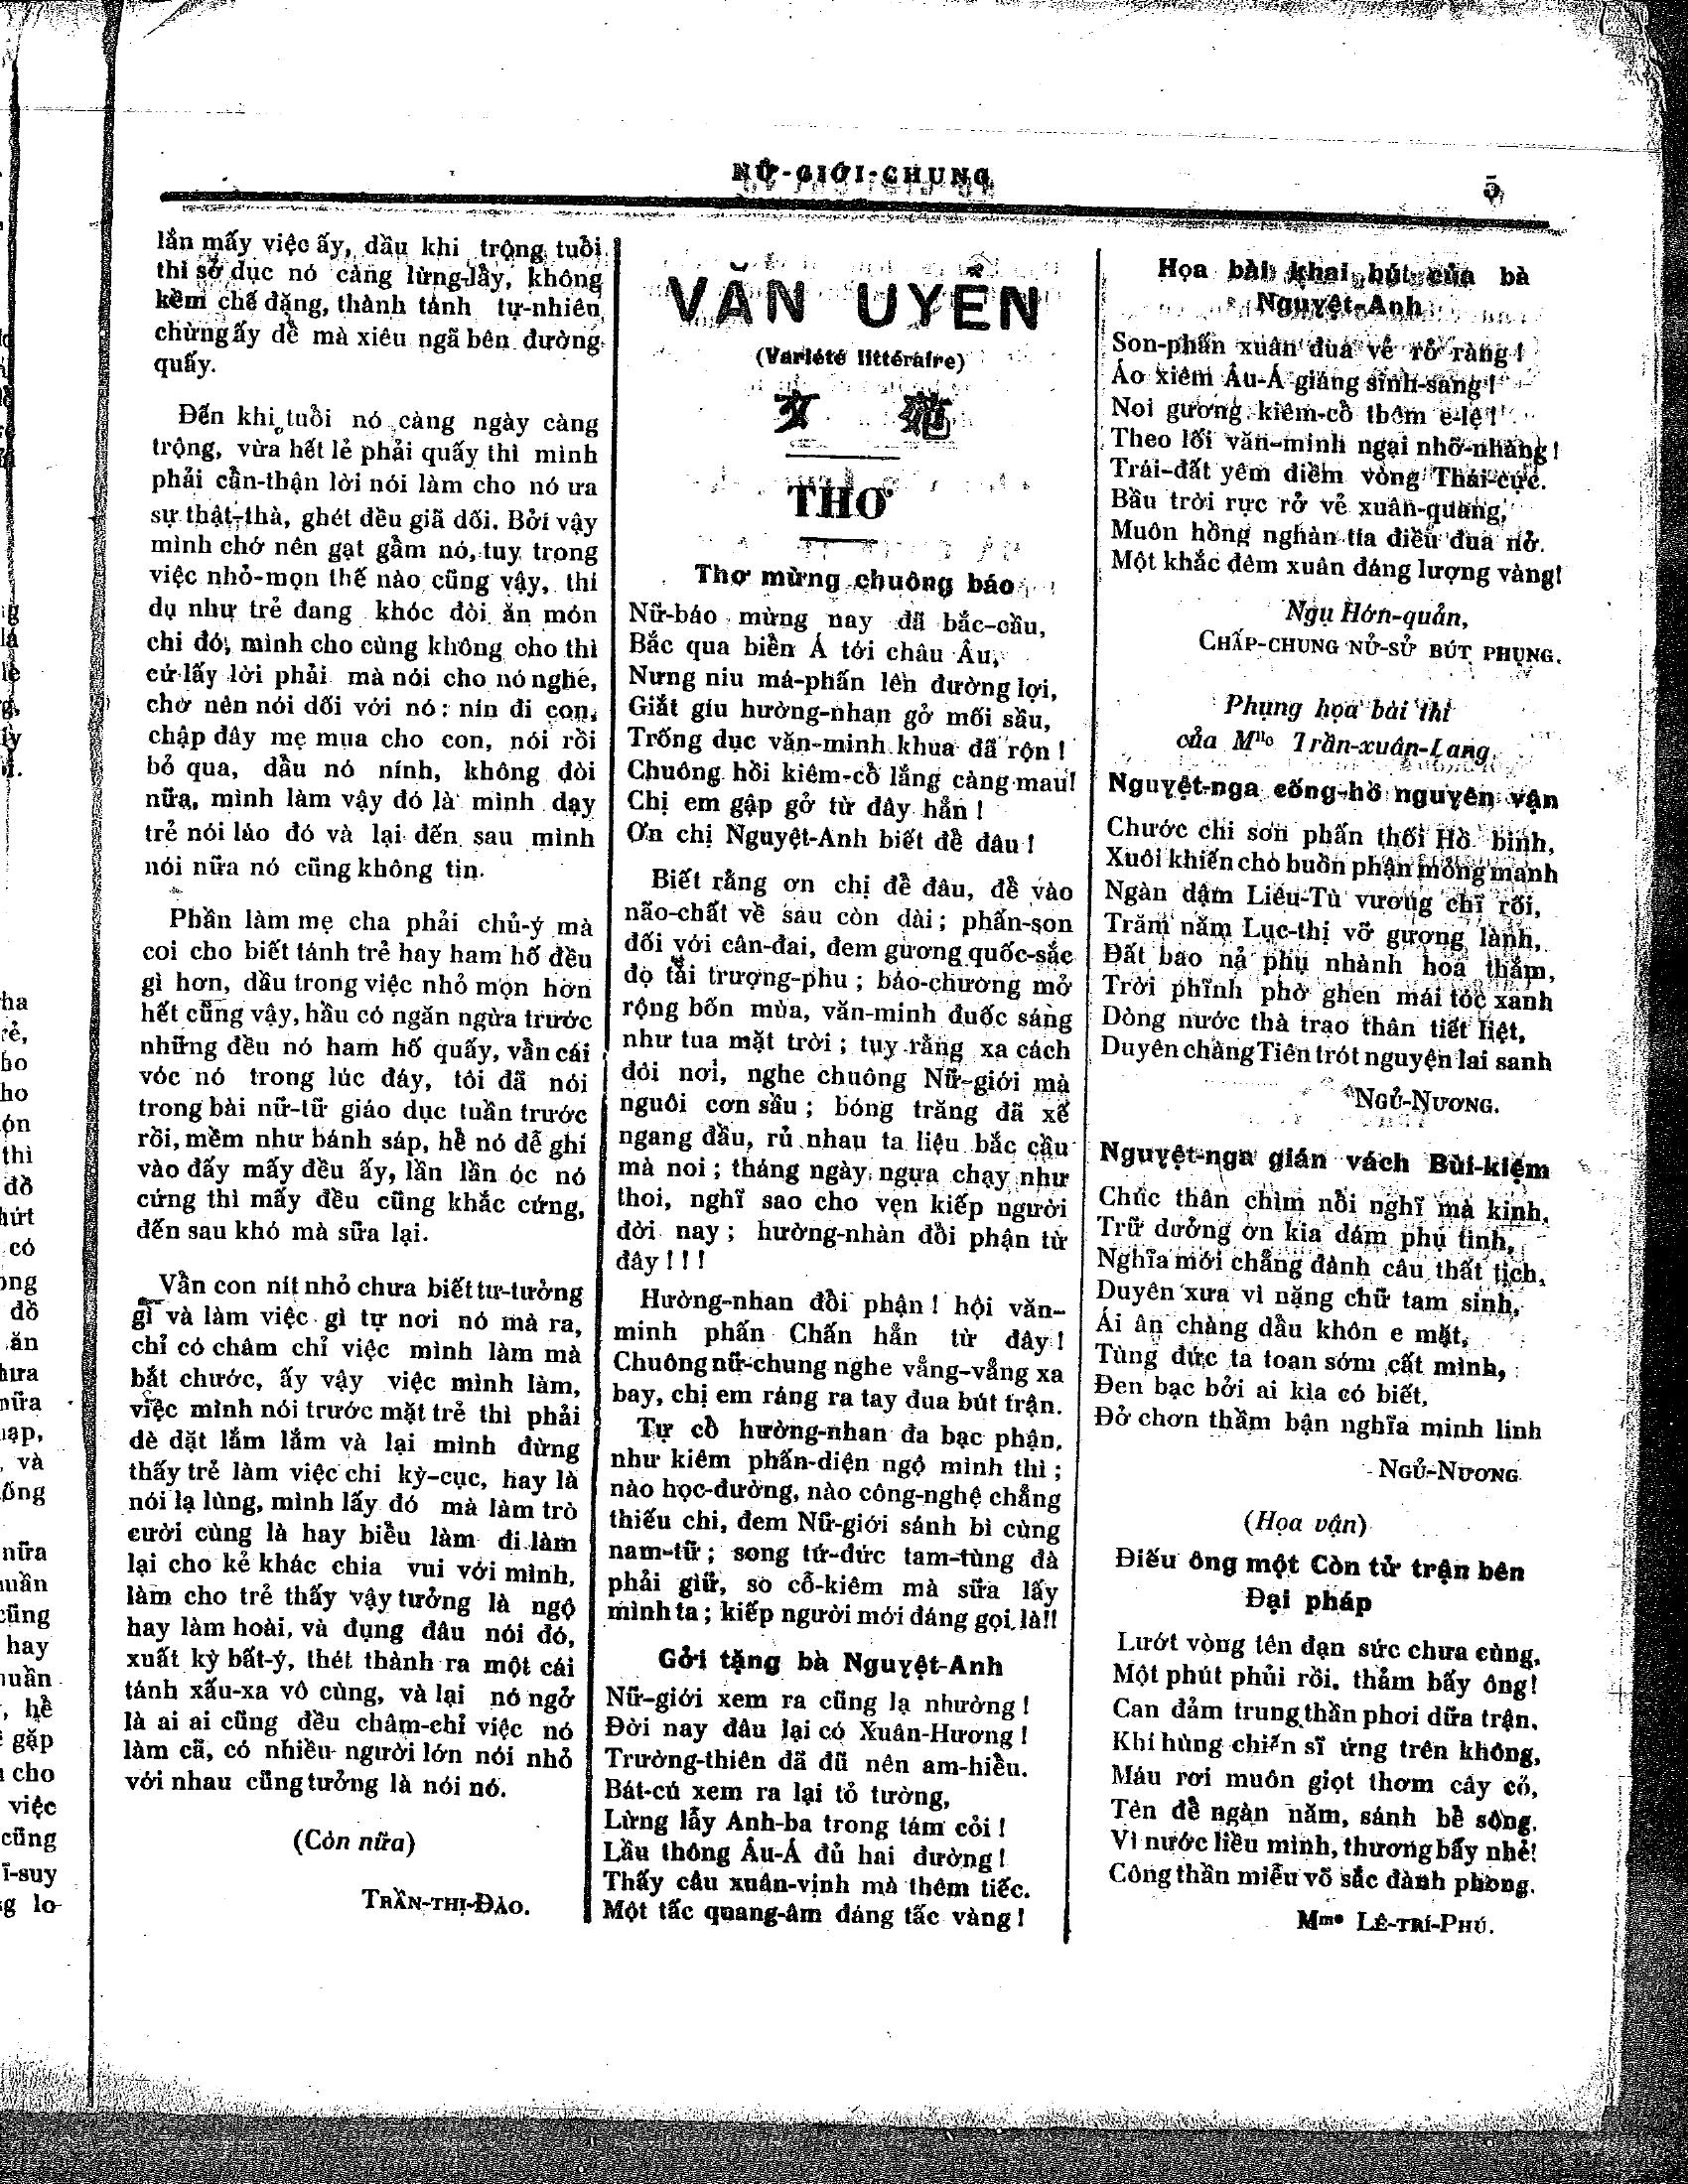 NỮ-GIỚI-CHUNG
5
lần mấy việc ấy, dầu khi trộng tuổi
thì sở dục nó càng lừng-lẫy, không
kềm chế đặng, thành tánh tự-nhiên
chừng ấy dễ mà xiêu ngã bên đường
quấy.
Đến khi tuổi nó càng ngày càng
trộng, vừa hết lẻ phải quấy thì mình
phải cẩn-thận lời nói làm cho nó ưa
sự thật-thà, ghét đều giã dối. Bởi vậy
mình chớ nên gạt gẫm nó, tuy trong
việc nhỏ-mọn thế nào cũng vậy, thí
dụ như trẻ đang khóc đòi ăn món
chi đó, mình cho cùng không cho thì
cứ lấy lời phải mà nói cho nó nghé,
chớ nên nói dối với nó: nín đi con,
chập đây mẹ mua cho con, nói rồi
bỏ qua, dầu nó nính, không đòi
nữa, mình làm vậy đó là mình dạy
trẻ nói láo đó và lại đến sau mình
nói nữa nó cũng không tin.
Phần làm mẹ cha phải chủ-ý mà
coi cho biết tánh trẻ hay ham hố đều
gì hơn, dầu trong việc nhỏ mọn hơn
hết cũng vậy, hầu có ngăn ngừa trước
những đều nó ham hố quấy, vẫn cái
vóc nó trong lúc đáy, tôi đã nói
trong bài nữ-tữ giáo dục tuần trước
rồi, mềm như bánh sáp, hễ nó dễ ghi
vào đấy mấy đều ấy, lần lần óc nó
cứng thì mấy đều cũng khắc cứng,
đến sau khó mà sữa lại.
Vẫn con nít nhỏ chưa biết tư-tưởng
gì và làm việc gì tự nơi nó mà ra,
chỉ có châm chỉ việc mình làm mà
bắt chước, ấy vậy việc mình làm,
việc mình nói trước mặt trẻ thì phải
dè dặt lắm lắm và lại mình đừng
thấy trẻ làm việc chi kỳ-cục, hay là
nói lạ lùng, mình lấy đó mà làm trò
cười cùng là hay biểu làm đi làm
lại cho kẻ khác chia vui với mình,
làm cho trẻ thấy vậy tưởng là ngộ
hay làm hoài, và đụng đâu nói đó,
xuất kỳ bất-ý, thét thành ra một cái
tánh xấu-xa vô cùng, và lại nó ngở
là ai ai cũng đều châm-chỉ việc nó
làm cã, có nhiều người lớn nói nhỏ
với nhau cũng tưởng là nói nó.
(Còn nữa)
TRẦN-THỊ-ĐÀO.
VĂN UYỂN
(Variété littéraire)
文 苑
THƠ
Thơ mừng chuông báo
Nữ-báo mừng nay đã bắc-cầu,
Bắc qua biển Á tới châu Âu,
Nưng niu má-phấn lên đường lợi,
Giắt gíu hường-nhan gở mối sầu,
Trống dục văn-minh khua đã rộn!
Chuông hồi kiêm-cổ lắng càng mau!
Chị em gập gở từ đây hẳn!
Ơn chị Nguyệt-Anh biết để đâu!
Biết rằng ơn chị để đâu, để vào
não-chất về sau còn dài; phấn-son
đối với cân-đai, đem gương quốc-sắc
đọ tài trượng-phu; báo-chương mở
rộng bốn mùa, văn-minh đuốc sáng
như tua mặt trời; tuy rằng xa cách
đòi nơi, nghe chuông Nữ-giới mà
nguôi cơn sầu; bóng trăng đã xế
ngang đầu, rủ nhau ta liệu bắc cầu
mà noi; tháng ngày ngựa chạy như
thoi, nghĩ sao cho vẹn kiếp người
đời nay; hường-nhàn đồi phận từ
đây!!!
Hường-nhan đồi phận! hội văn-
minh phấn Chấn hẳn từ đây!
Chuông nữ-chung nghe vẳng-vẳng xa
bay, chị em ráng ra tay đua bút trận.
Tự cổ hường-nhan đa bạc phận,
như kiêm phấn-diện ngộ minh thì;
nào học-đường, nào công-nghệ chẳng
thiếu chi, đem Nữ-giới sánh bì cùng
nam-tữ; song tứ-đức tam-tùng đà
phải giữ, so cổ-kiêm mà sữa lấy
mình ta; kiếp người mới đáng gọi là!!
Gởi tặng bà Nguyệt-Anh
Nữ-giới xem ra cũng lạ nhường!
Đời nay đâu lại có Xuân-Hương!
Trường-thiên đã đũ nên am-hiểu.
Bát-cú xem ra lại tỏ tường,
Lừng lẫy Anh-ba trong tám cỏi!
Lầu thông Âu-Á đủ hai đường!
Thấy câu xuân-vịnh mà thêm tiếc.
Một tấc quang-âm đáng tấc vàng!
Họa bài khai bút của bà
Nguyệt-Anh
Son-phấn xuân đua vẻ rở ràng!
Áo xiêm Âu-Á giáng sính-sang!
Noi gương kiêm-cổ thêm e-lệ!
Theo lối văn-minh ngại nhỡ-nhàng!
Trái-đất yêm điểm vòng Thái-cực.
Bầu trời rực rở vẻ xuân-quang,
Muôn hồng nghàn tía điều đua nở.
Một khắc đêm xuân đáng lượng vàng!
Ngụ Hớn-quản,
CHẤP-CHUNG NỬ-SỬ BÚT PHỤNG.
Phụng họa bài thi
của Mlle Trần-xuân-Lang
Nguyệt-nga cống-hồ nguyên vận
Chước chi sơn phấn thối Hồ binh,
Xuôi khiến cho buồn phận mỏng manh
Ngàn dậm Liêu-Tù vương chỉ rối,
Trăm năm Lục-thị vỡ gương lành,
Đất bao nả phụ nhành hoa thắm,
Trời phỉnh phờ ghen mái tóc xanh
Dòng nước thà trao thân tiết liệt,
Duyên chàng Tiên trót nguyện lai sanh
NGŨ-NƯƠNG.
Nguyệt-nga gián vách Bùi-kiệm
Chúc thân chìm nổi nghĩ mà kinh,
Trữ dưởng ơn kia dám phụ tình,
Nghĩa mới chẳng đành câu thất tịch,
Duyên xưa vì nặng chữ tam sinh,
Ái ân chàng dầu khôn e mặt,
Tùng đức ta toan sớm cất mình,
Đen bạc bởi ai kia có biết,
Đở chơn thầm bận nghĩa minh linh
NGŨ-NƯƠNG
(Họa vận)
Điếu ông một Còn tử trận bên
Đại pháp
Lướt vòng tên đạn sức chưa cùng,
Một phút phủi rồi, thảm bấy ông!
Can đảm trung thần phơi dữa trận,
Khí hùng chiến sĩ ứng trên không,
Máu rơi muôn giọt thơm cây cỏ,
Tên để ngàn năm, sánh bể sông,
Vì nước liều mình, thương bấy nhẻ!
Công thần miễu võ sắc đành phong.
Mme LÊ-TRÍ-PHÚ.